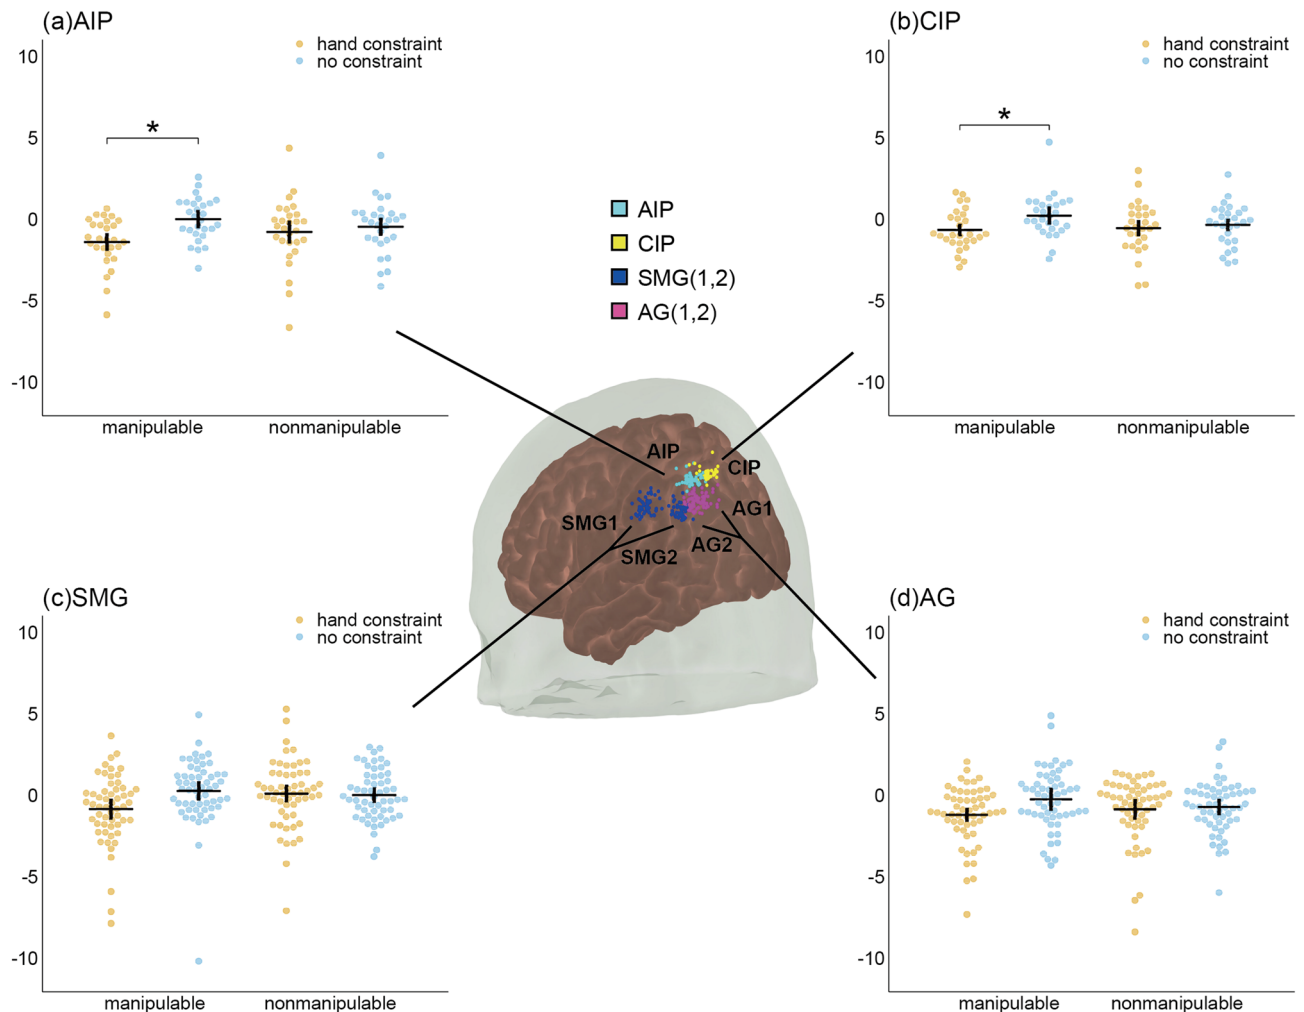 (a)AIP
hand constraint
no constraint
10
5
*
0
-5
-10
manipulable
nonmanipulable
(b)CIP
hand constraint
no constraint
10
5
*
0
-5
-10
manipulable
nonmanipulable
AIP
CIP
SMG(1,2)
AG(1,2)
AIP
CIP
SMG1
AG1
SMG2
AG2
(c)SMG
hand constraint
no constraint
10
5
0
-5
-10
manipulable
nonmanipulable
(d)AG
hand constraint
no constraint
10
5
0
-5
-10
manipulable
nonmanipulable